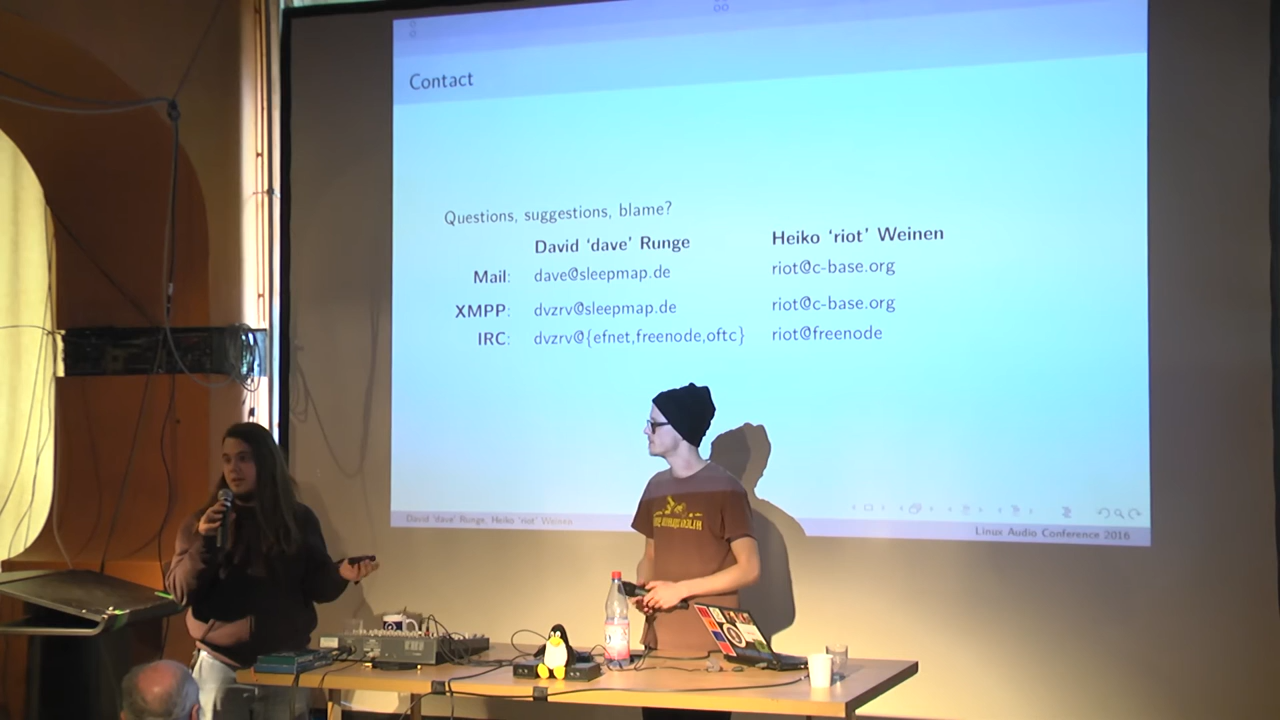 Contact
Questions, suggestions, blame?
David ‘dave’ Runge Heiko ‘riot’ Weinen
Mail: dave@sleepmap.de riot@c-base.org
XMPP: dvzrv@sleepmap.de riot@c-base.org
IRC: dvzrv@{efnet,freenode,oftc} riot@freenode
David ‘dave’ Runge, Heiko ‘riot’ Weinen
Linux Audio Conference 2016